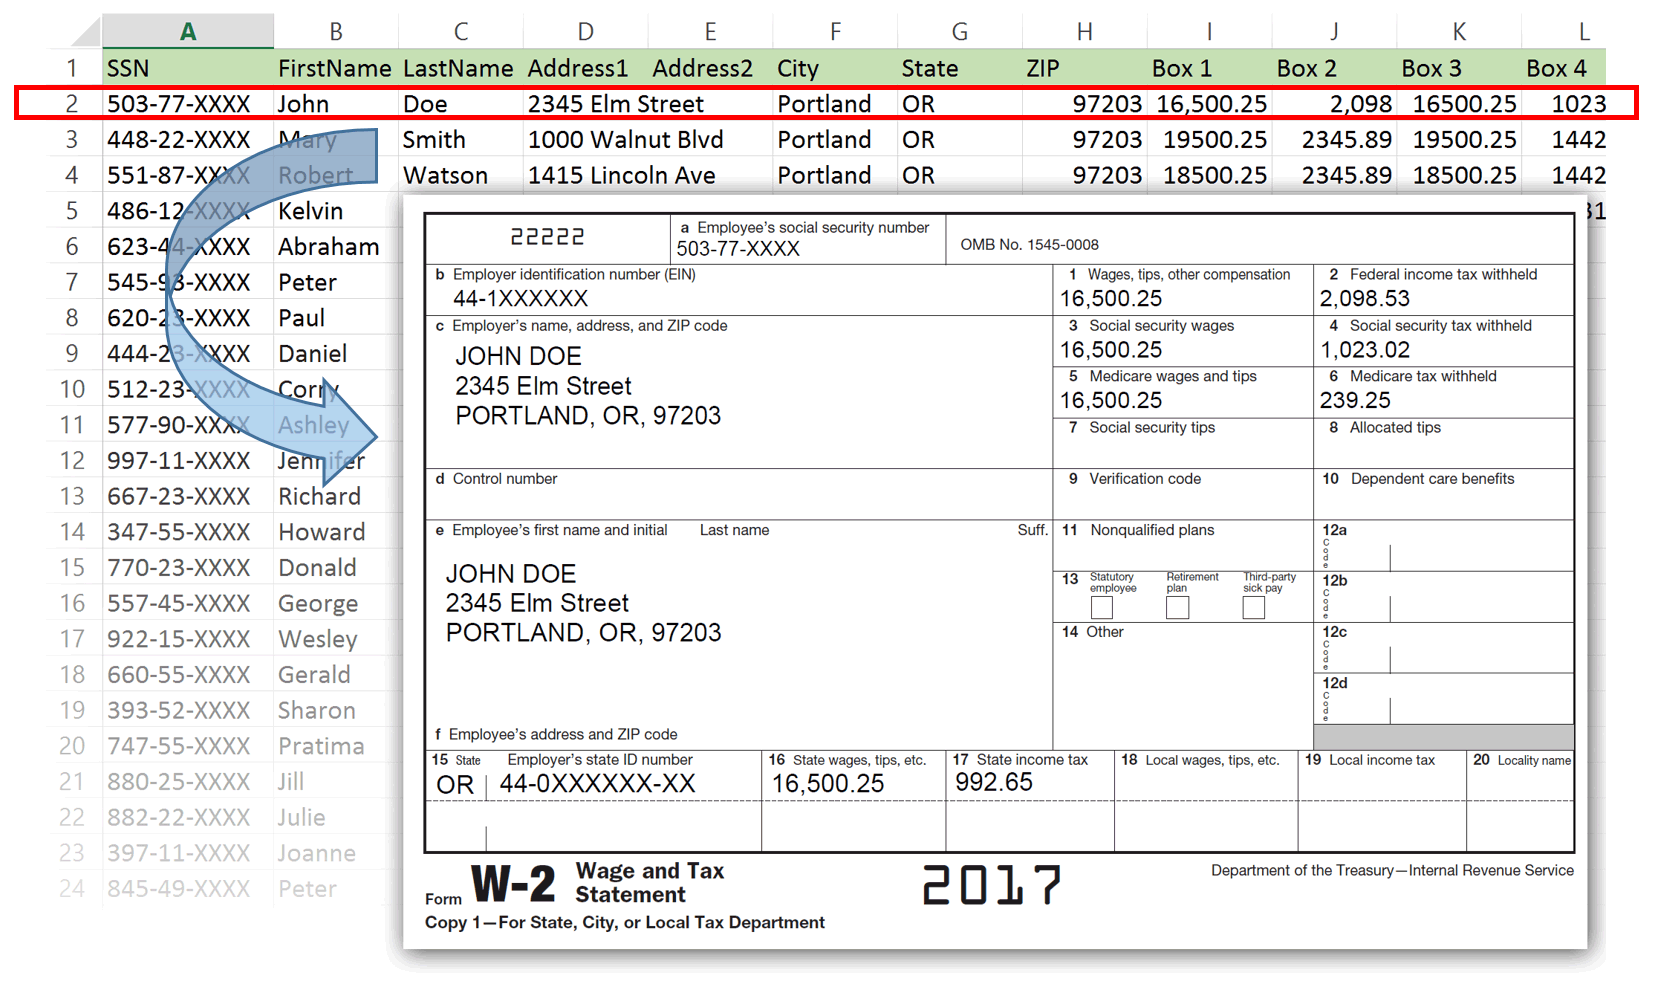 A B C D E F G H I J K L
1 SSN FirstName LastName Address1 Address2 City State ZIP Box 1 Box 2 Box 3 Box 4
2 503-77-XXXX John Doe 2345 Elm Street Portland OR 97203 16,500.25 2,098 16500.25 1023
3 448-22-XXXX Mary Smith 1000 Walnut Blvd Portland OR 97203 19500.25 2345.89 19500.25 1442
4 551-87-XXXX Robert Watson 1415 Lincoln Ave Portland OR 97203 18500.25 2345.89 18500.25 1442
5 486-12-XXXX Kelvin 31
6 623-44-XXXX Abraham
7 545-93-XXXX Peter
8 620-23-XXXX Paul
9 444-23-XXXX Daniel
10 512-23-XXXX Corry
11 577-90-XXXX Ashley
12 997-11-XXXX Jennifer
13 667-23-XXXX Richard
14 347-55-XXXX Howard
15 770-23-XXXX Donald
16 557-45-XXXX George
17 922-15-XXXX Wesley
18 660-55-XXXX Gerald
19 393-52-XXXX Sharon
20 747-55-XXXX Pratima
21 880-25-XXXX Jill
22 882-22-XXXX Julie
23 397-11-XXXX Joanne
24 845-49-XXXX Peter
22222
a Employee's social security number
503-77-XXXX
OMB No. 1545-0008
b Employer identification number (EIN)
44-1XXXXXX
1 Wages, tips, other compensation
16,500.25
2 Federal income tax withheld
2,098.53
c Employer's name, address, and ZIP code
JOHN DOE
2345 Elm Street
PORTLAND, OR, 97203
3 Social security wages
16,500.25
4 Social security tax withheld
1,023.02
5 Medicare wages and tips
16,500.25
6 Medicare tax withheld
239.25
7 Social security tips
8 Allocated tips
d Control number
9 Verification code
10 Dependent care benefits
e Employee's first name and initial Last name Suff.
JOHN DOE
2345 Elm Street
PORTLAND, OR, 97203
f Employee's address and ZIP code
11 Nonqualified plans
12a
Code
13 Statutory employee Retirement plan Third-party sick pay
12b
Code
14 Other
12c
Code
12d
Code
15 State Employer's state ID number
OR 44-0XXXXXX-XX
16 State wages, tips, etc.
16,500.25
17 State income tax
992.65
18 Local wages, tips, etc.
19 Local income tax
20 Locality name
Form W-2 Wage and Tax
Statement
2017
Department of the Treasury—Internal Revenue Service
Copy 1—For State, City, or Local Tax Department